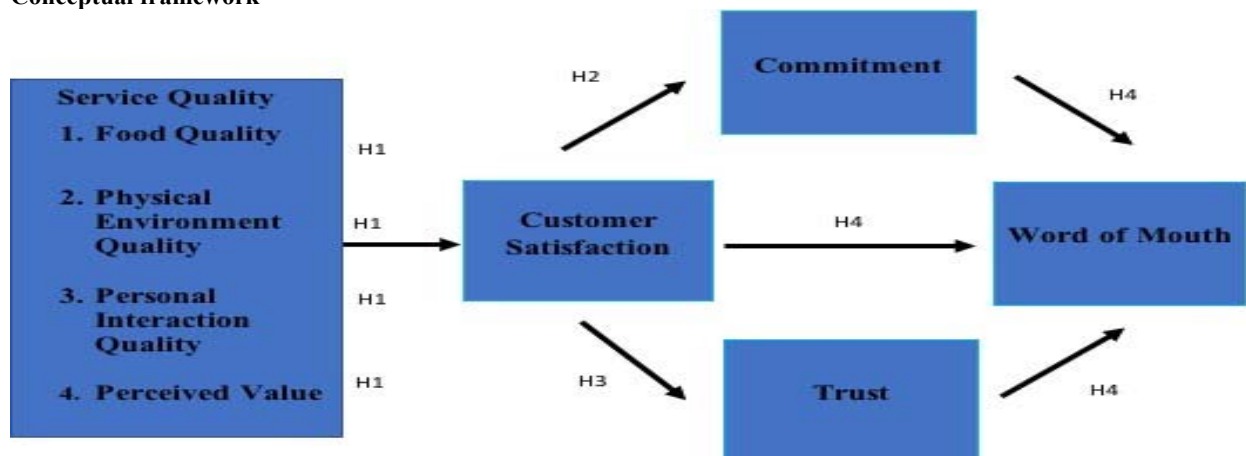 Conceptual framework
Service Quality
1. Food Quality
2. Physical
Environment
Quality
3. Personal
Interaction
Quality
4. Perceived Value
H1
H1
H1
H1
Customer
Satisfaction
H2
H4
H3
Commitment
Trust
H4
H4
Word of Mouth